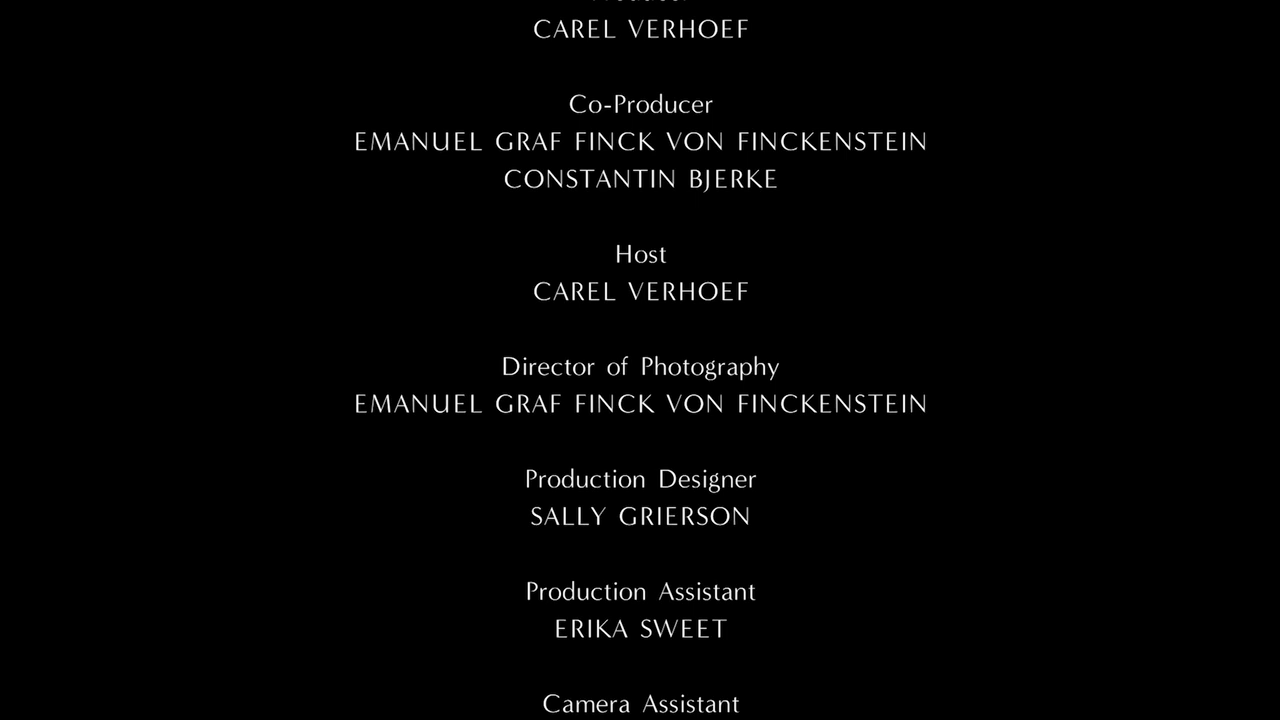 CAREL VERHOEF
Co-Producer
EMANUEL GRAF FINCK VON FINCKENSTEIN
CONSTANTIN BJERKE
Host
CAREL VERHOEF
Director of Photography
EMANUEL GRAF FINCK VON FINCKENSTEIN
Production Designer
SALLY GRIERSON
Production Assistant
ERIKA SWEET
Camera Assistant